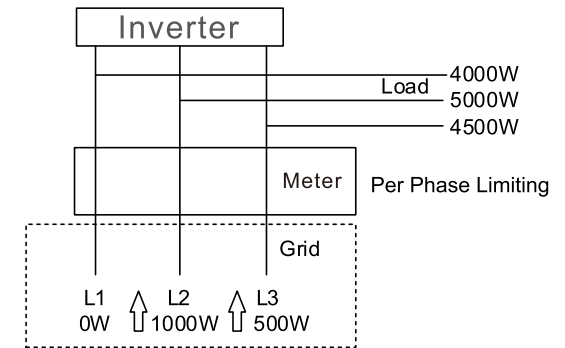 Inverter
4000W
Load
5000W
4500W
Meter
Per Phase Limiting
Grid
L1 L2 L3
0W 1000W 500W